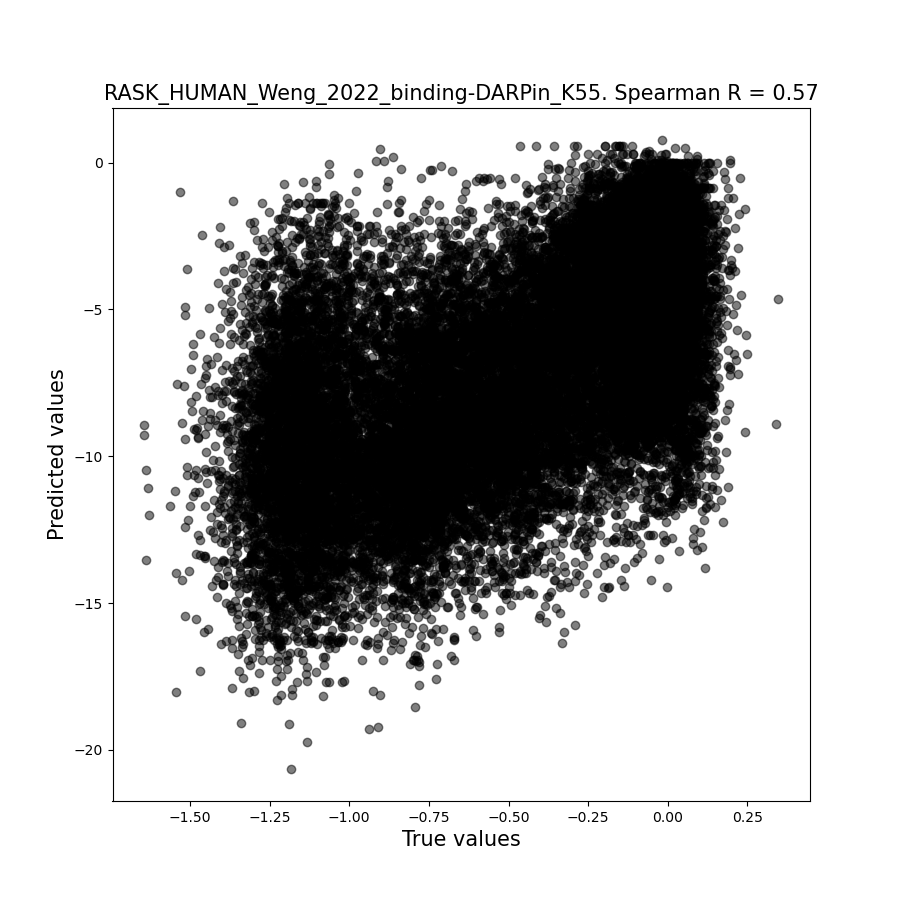 RASK_HUMAN_Weng_2022_binding-DARPin_K55. Spearman R = 0.57
Predicted values
0
−5
−10
−15
−20
−1.50 −1.25 −1.00 −0.75 −0.50 −0.25 0.00 0.25
True values